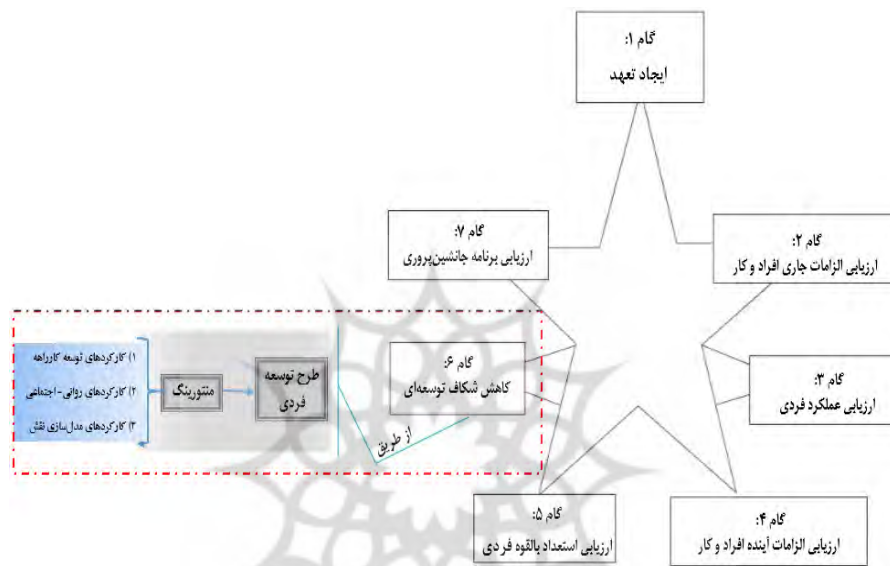 گام ۱:
ایجاد تعهد
گام ۲:
ارزیابی الزامات جاری افراد و کار
گام ۳:
ارزیابی عملکرد فردی
گام ۴:
ارزیابی الزامات آینده افراد و کار
گام ۵:
ارزیابی استعداد بالقوه فردی
گام ۶:
کاهش شکاف توسعه‌ای
از طریق
طرح توسعه
فردی
منتورینگ
۱) کارکردهای توسعه کارراهه
۲) کارکردهای روانی-اجتماعی
۳) کارکردهای مدل‌سازی نقش
گام ۷:
ارزیابی برنامه جانشین‌پروری